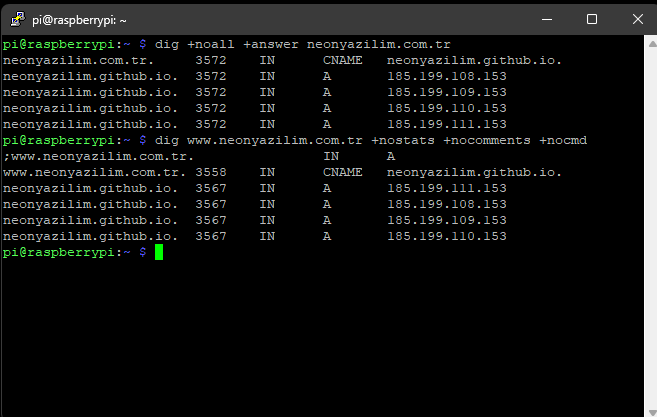 pi@raspberrypi: ~
pi@raspberrypi:~ $ dig +noall +answer neonyazilim.com.tr
neonyazilim.com.tr. 3572 IN CNAME neonyazilim.github.io.
neonyazilim.github.io. 3572 IN A 185.199.108.153
neonyazilim.github.io. 3572 IN A 185.199.109.153
neonyazilim.github.io. 3572 IN A 185.199.110.153
neonyazilim.github.io. 3572 IN A 185.199.111.153
pi@raspberrypi:~ $ dig www.neonyazilim.com.tr +nostats +nocomments +nocmd
;www.neonyazilim.com.tr. IN A
www.neonyazilim.com.tr. 3558 IN CNAME neonyazilim.github.io.
neonyazilim.github.io. 3567 IN A 185.199.111.153
neonyazilim.github.io. 3567 IN A 185.199.108.153
neonyazilim.github.io. 3567 IN A 185.199.109.153
neonyazilim.github.io. 3567 IN A 185.199.110.153
pi@raspberrypi:~ $